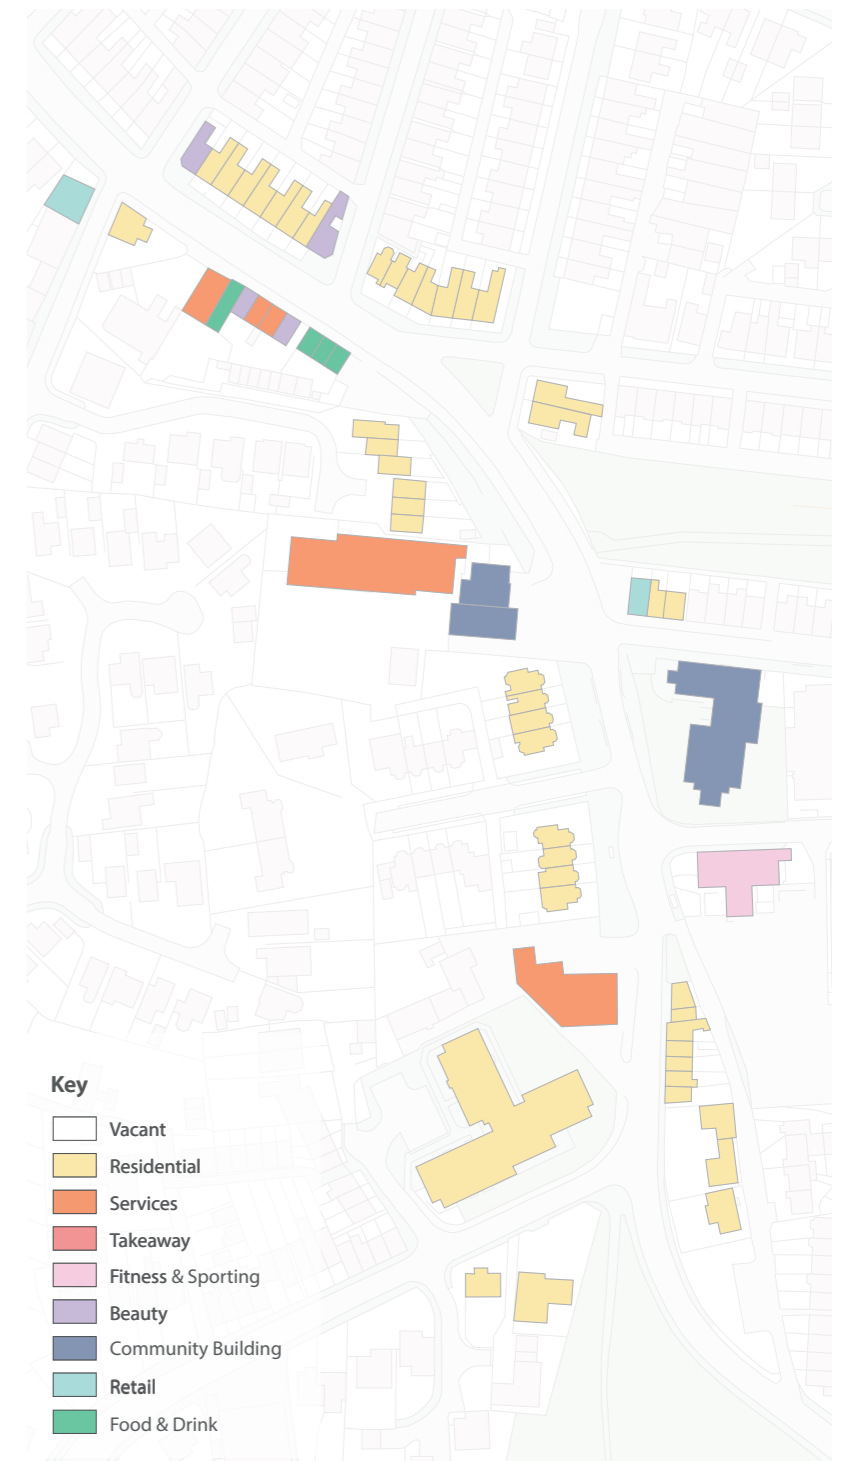 Key
Vacant
Residential
Services
Takeaway
Fitness & Sporting
Beauty
Community Building
Retail
Food & Drink